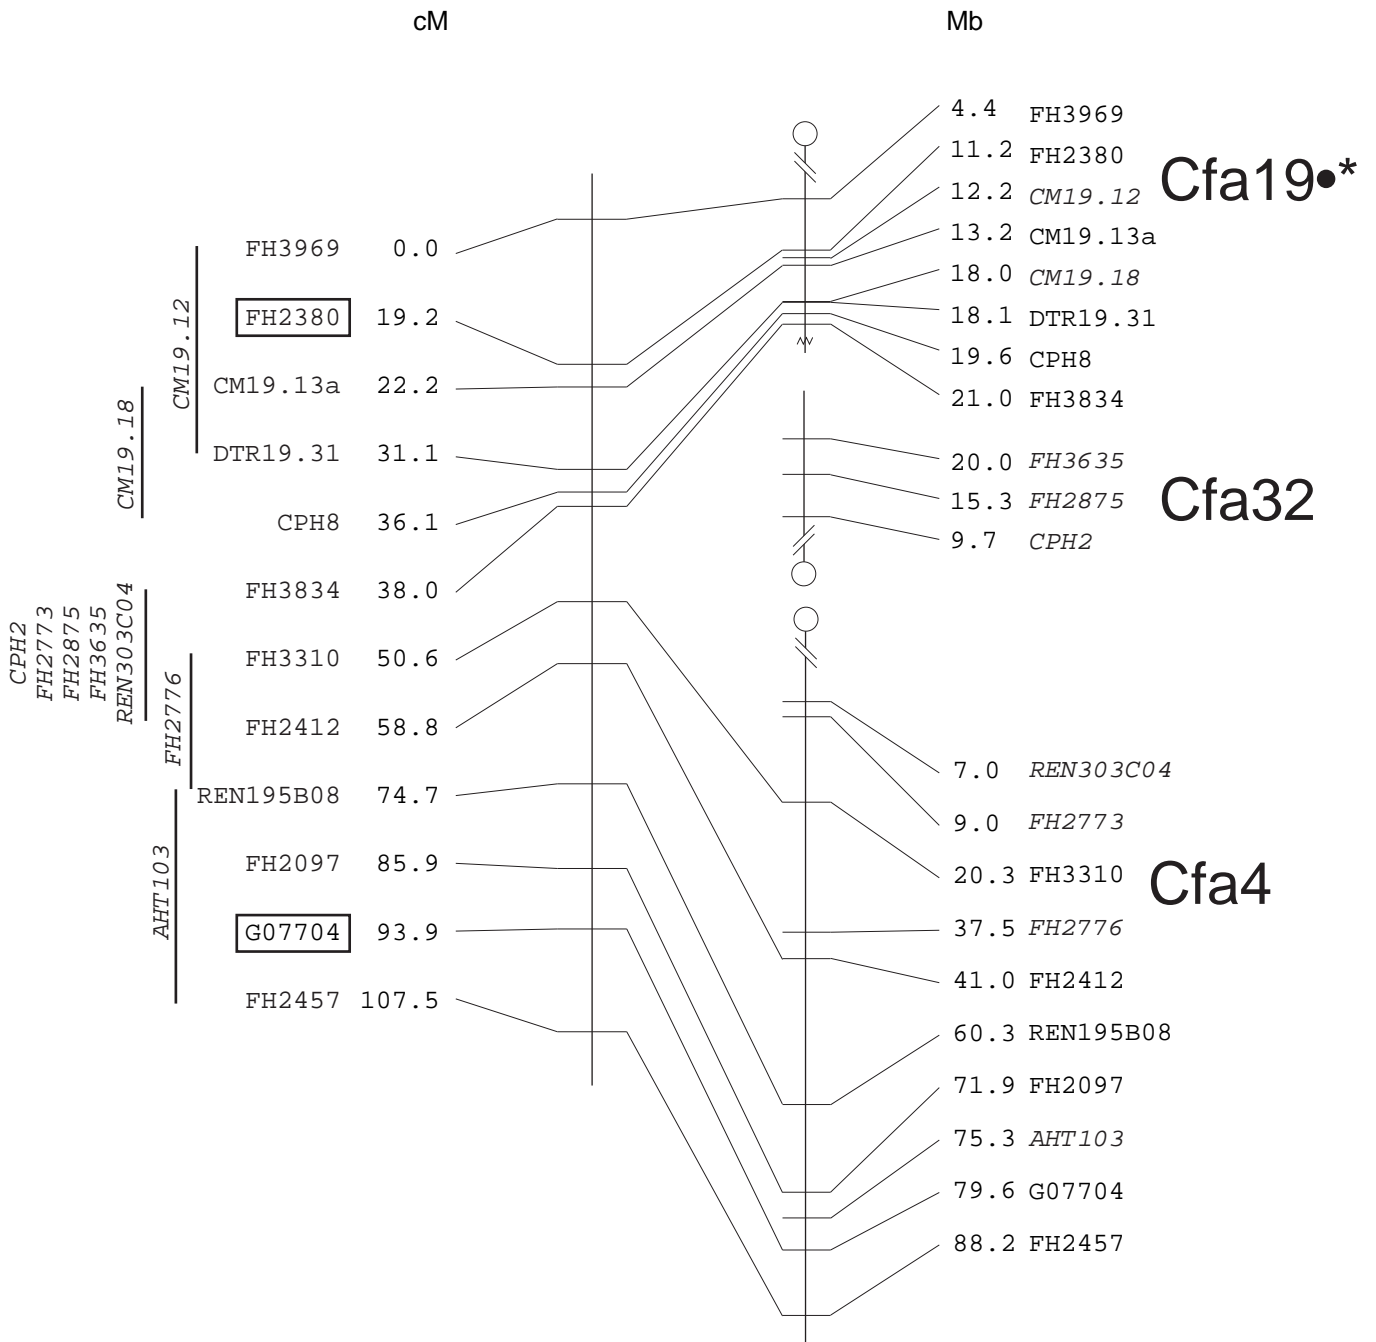 cM
Mb
FH3969 0.0
FH2380 19.2
CM19.13a 22.2
DTR19.31 31.1
CPH8 36.1
FH3834 38.0
FH3310 50.6
FH2412 58.8
REN195B08 74.7
FH2097 85.9
G07704 93.9
FH2457 107.5
CM19.12
CM19.18
CPH2
FH2773
FH2875
FH3635
REN303C04
FH2776
AHT103
4.4 FH3969
11.2 FH2380
12.2 CM19.12
13.2 CM19.13a
18.0 CM19.18
18.1 DTR19.31
19.6 CPH8
21.0 FH3834
Cfa19•*
20.0 FH3635
15.3 FH2875
9.7 CPH2
Cfa32
7.0 REN303C04
9.0 FH2773
20.3 FH3310
37.5 FH2776
41.0 FH2412
60.3 REN195B08
71.9 FH2097
75.3 AHT103
79.6 G07704
88.2 FH2457
Cfa4